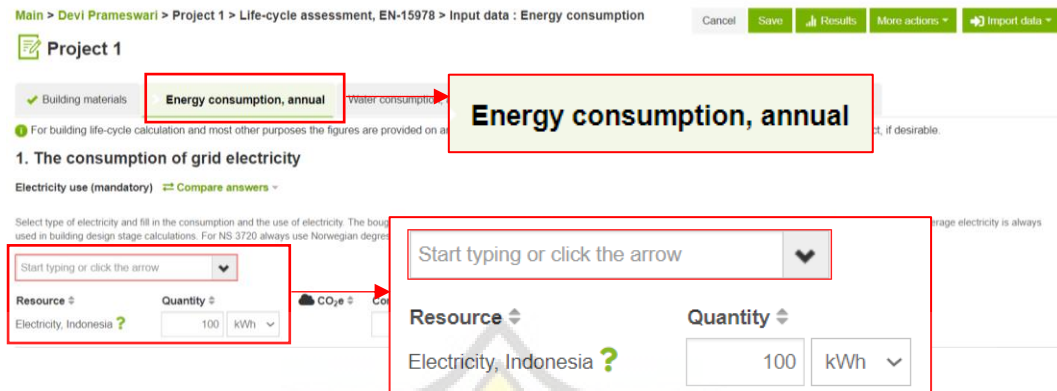 Main > Devi Prameswari > Project 1 > Life-cycle assessment, EN-15978 > Input data : Energy consumption
Cancel Save Results More actions Import data
Project 1
Building materials Energy consumption, annual Water consumption,
Energy consumption, annual
For building life-cycle calculation and most other purposes the figures are provided on an ct, if desirable.
1. The consumption of grid electricity
Electricity use (mandatory) Compare answers
Select type of electricity and fill in the consumption and the use of electricity. The boug erage electricity is always
used in building design stage calculations. For NS 3720 always use Norwegian degres
Start typing or click the arrow
Resource Quantity CO₂e Co
Electricity, Indonesia ? 100 kWh
Start typing or click the arrow
Resource Quantity
Electricity, Indonesia ? 100 kWh